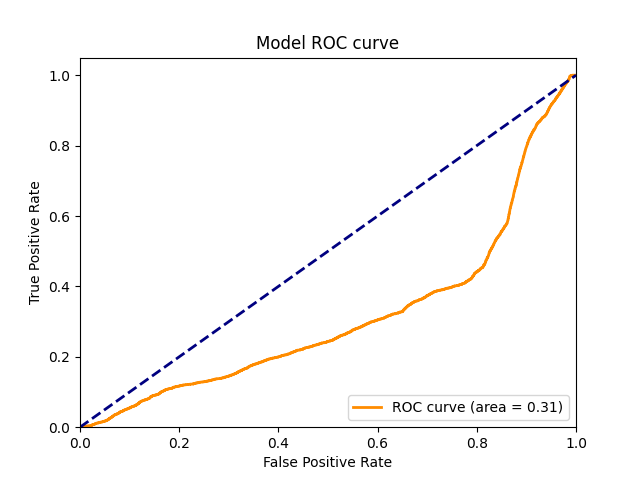 Model ROC curve
True Positive Rate
1.0
0.8
0.6
0.4
0.2
0.0
ROC curve (area = 0.31)
0.0 0.2 0.4 0.6 0.8 1.0
False Positive Rate